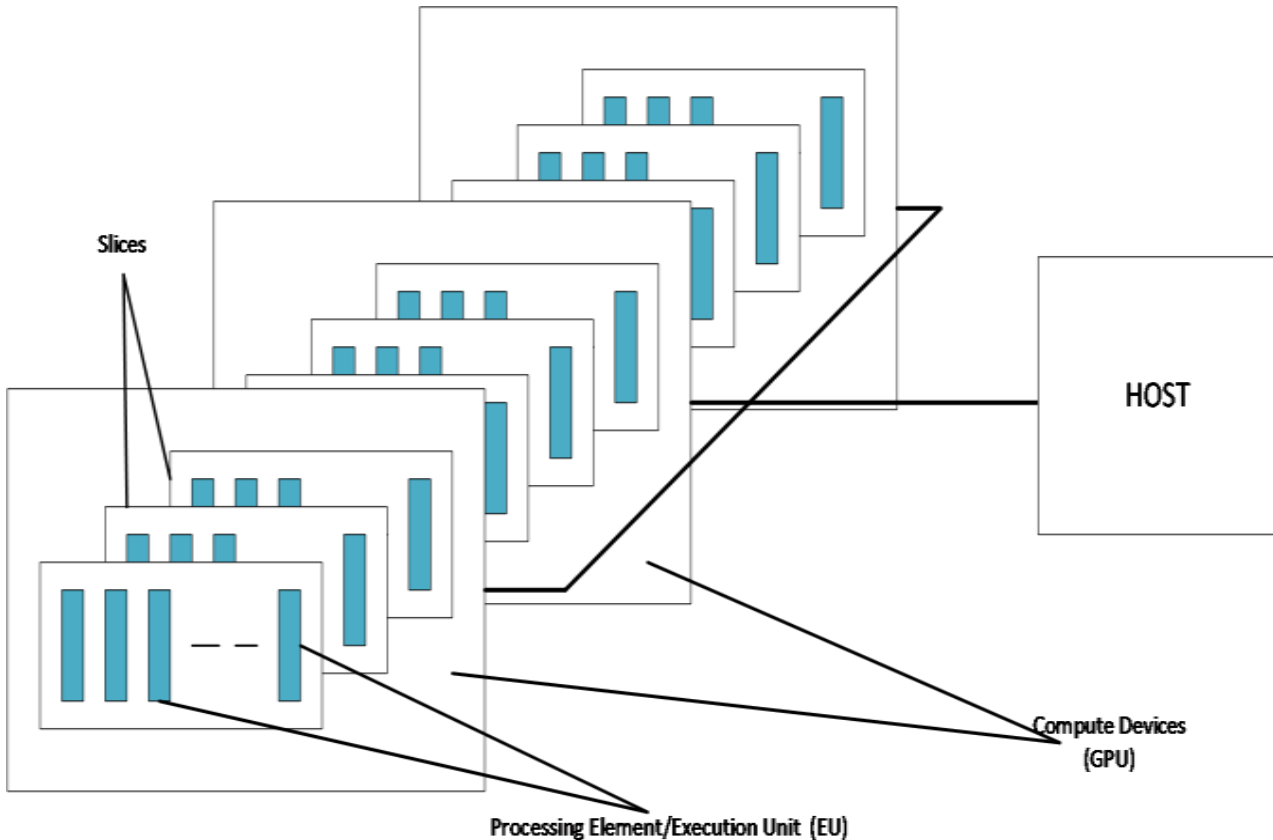 Slices
HOST
Compute Devices
(GPU)
Processing Element/Execution Unit (EU)